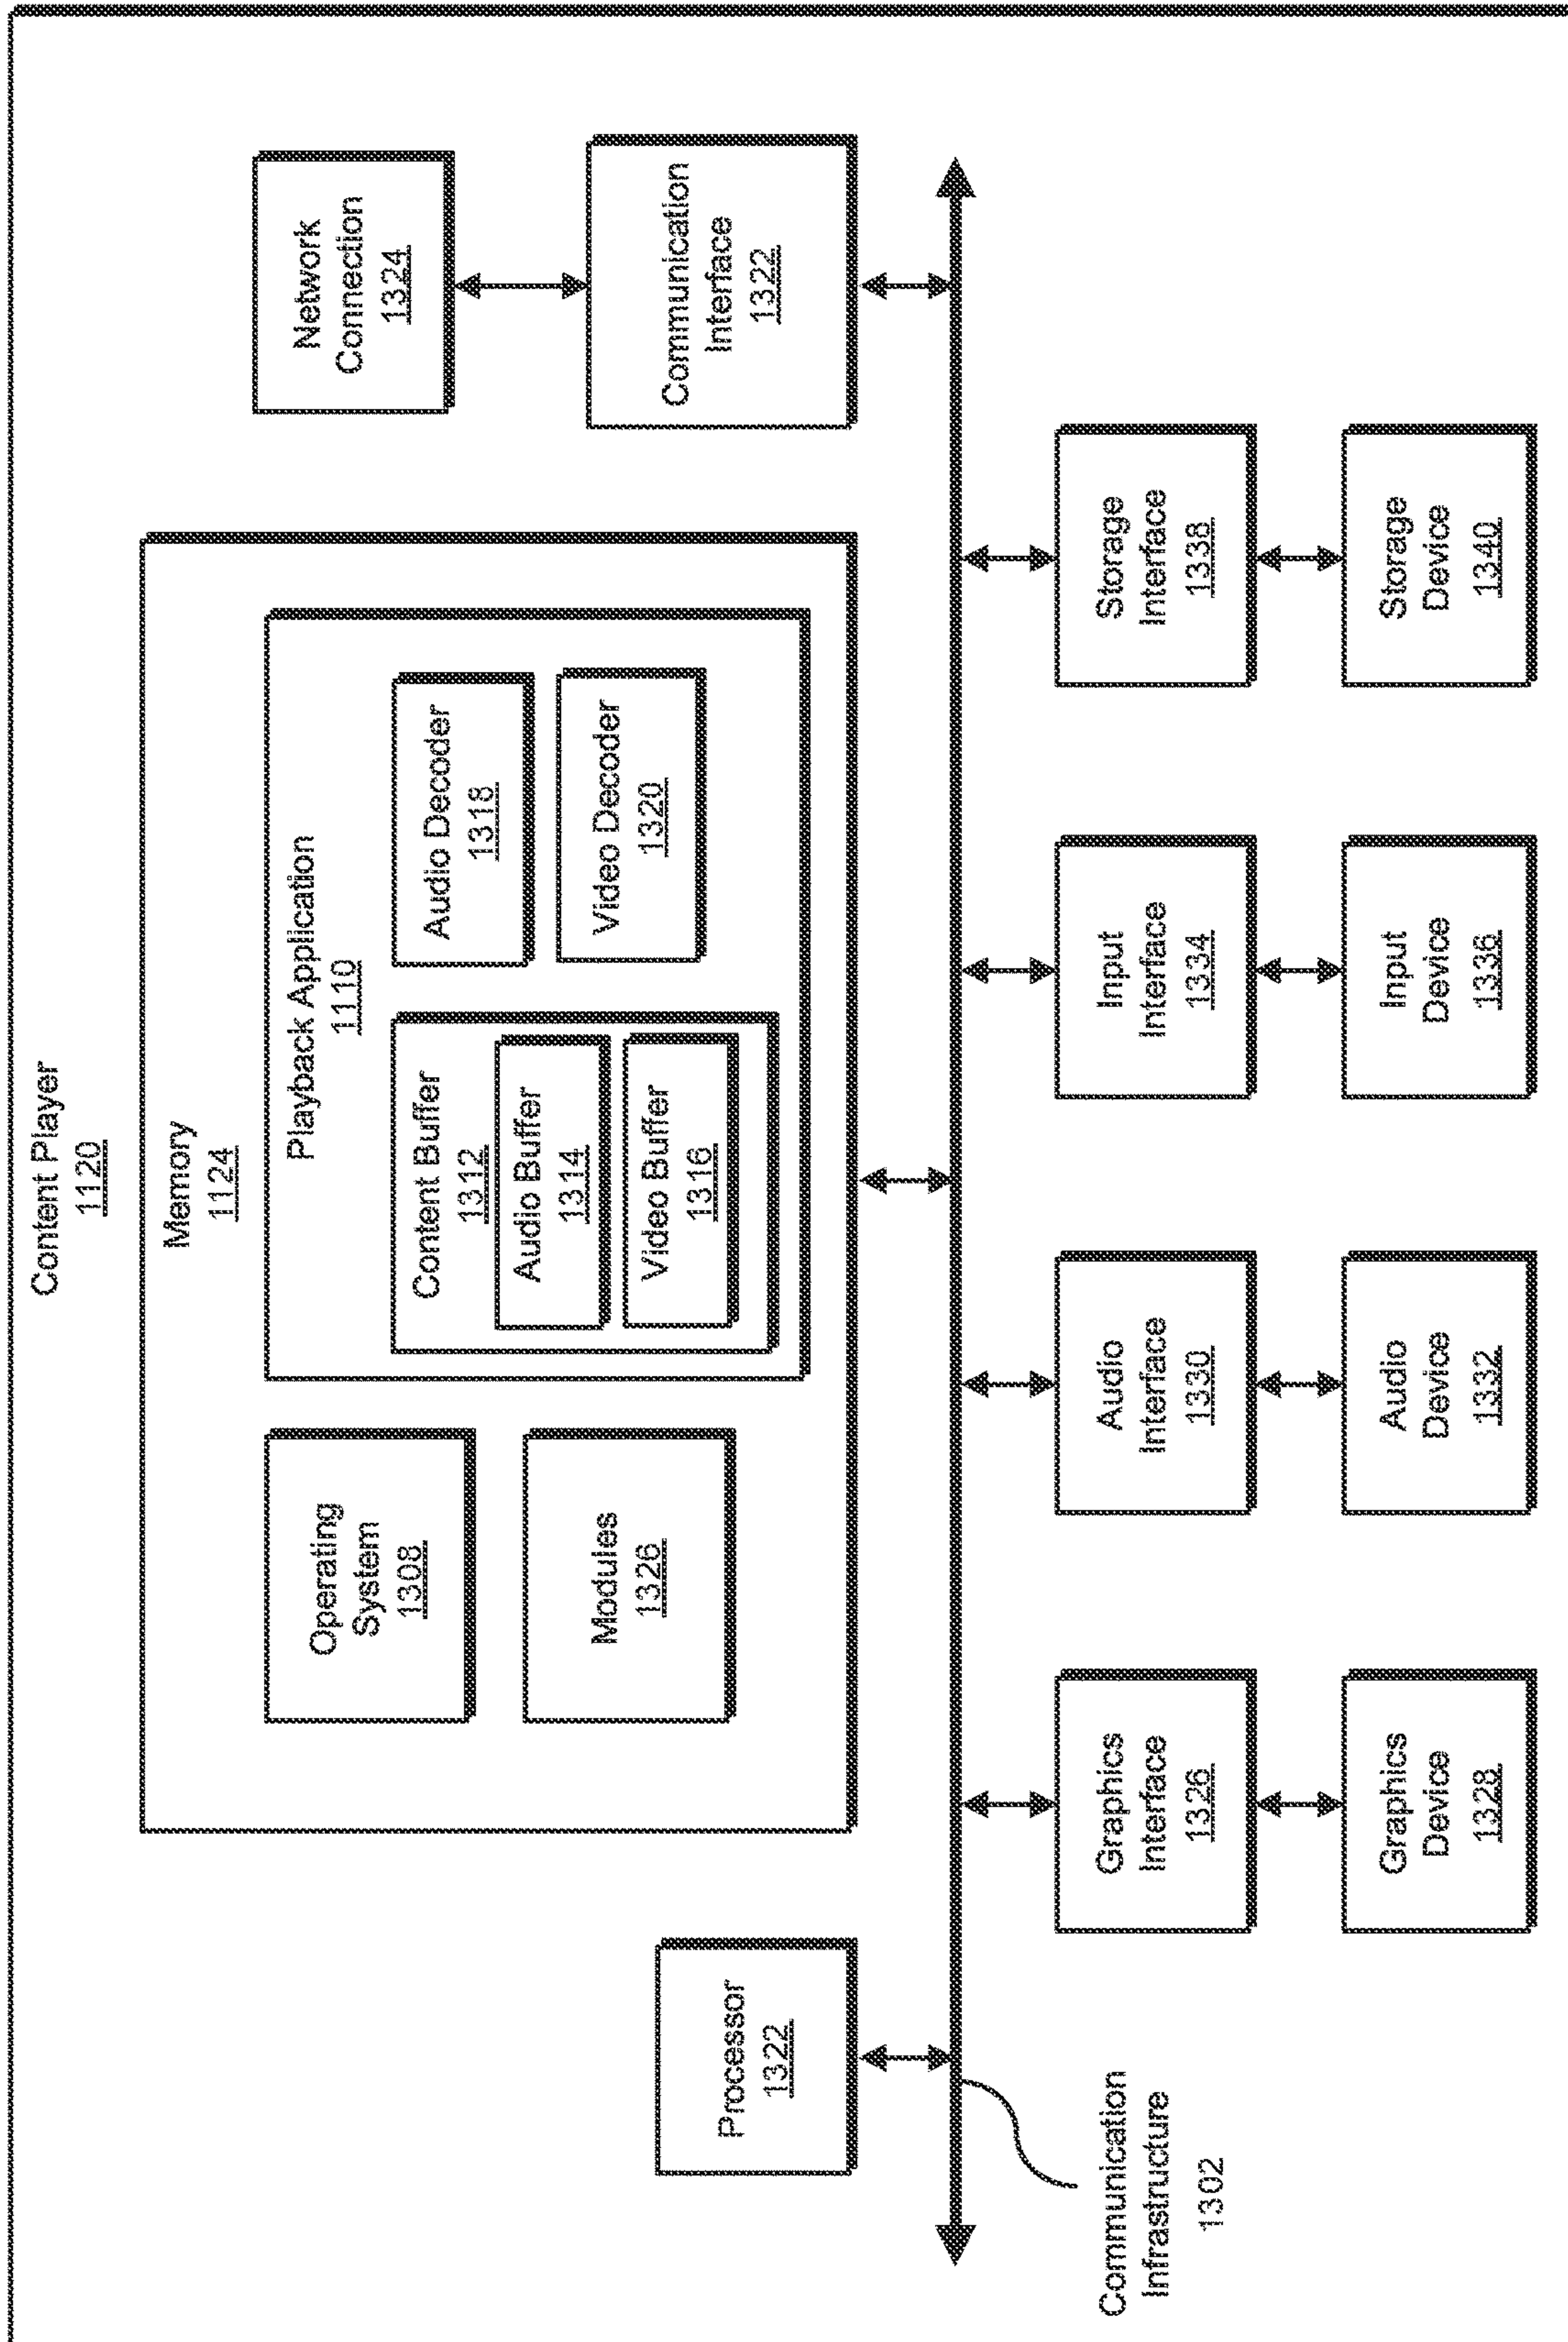 Content Player
1120
Memory
1124
Operating
System
1308
Modules
1326
Playback Application
1110
Content Buffer
1312
Audio Buffer
1314
Video Buffer
1316
Audio Decoder
1318
Video Decoder
1320
Network
Connection
1324
Communication
Interface
1322
Processor
1322
Communication
Infrastructure
1302
Graphics
Interface
1326
Graphics
Device
1328
Audio
Interface
1330
Audio
Device
1332
Input
Interface
1334
Input
Device
1336
Storage
Interface
1338
Storage
Device
1340